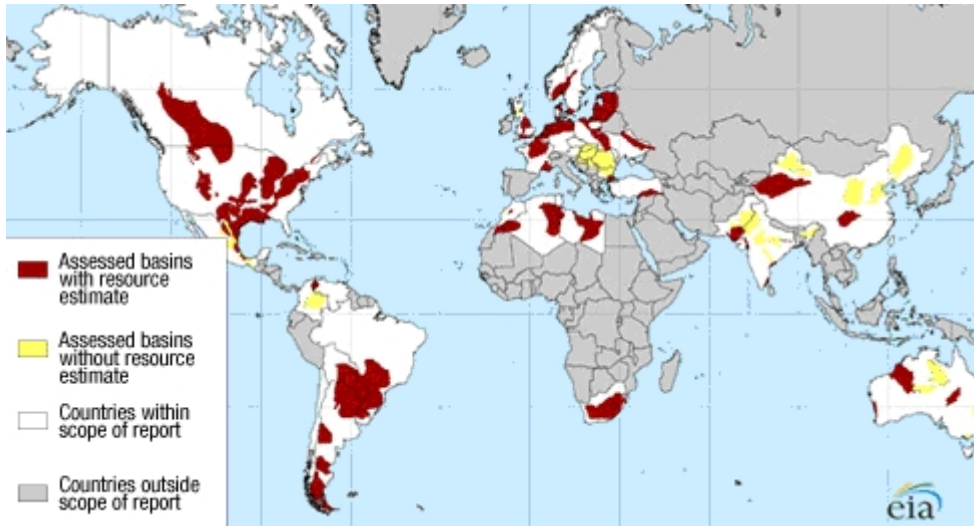 Assessed basins
with resource
estimate
Assessed basins
without resource
estimate
Countries within
scope of report
Countries outside
scope of report
eia